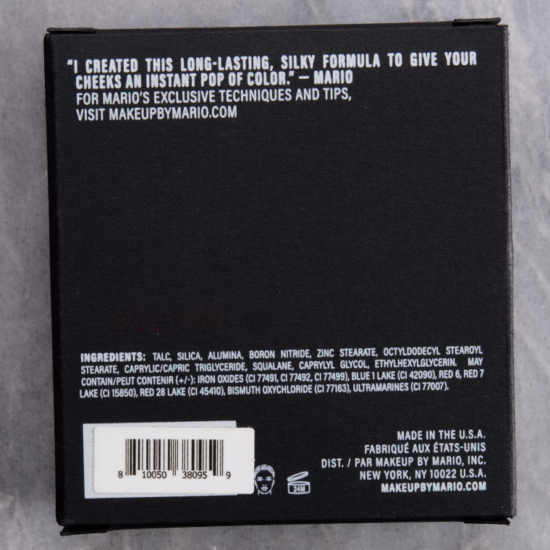 "I CREATED THIS LONG-LASTING, SILKY FORMULA TO GIVE YOUR
CHEEKS AN INSTANT POP OF COLOR." – MARIO
FOR MARIO'S EXCLUSIVE TECHNIQUES AND TIPS,
VISIT MAKEUPBYMARIO.COM
INGREDIENTS: TALC, SILICA, ALUMINA, BORON NITRIDE, ZINC STEARATE, OCTYLDODECYL STEAROYL
STEARATE, CAPRYLIC/CAPRIC TRIGLYCERIDE, SQUALANE, CAPRYLYL GLYCOL, ETHYLHEXYLGLYCERIN. MAY
CONTAIN/PEUT CONTENIR (+/-): IRON OXIDES (CI 77491, CI 77492, CI 77499), BLUE 1 LAKE (CI 42090), RED 6, RED 7
LAKE (CI 15850), RED 28 LAKE (CI 45410), BISMUTH OXYCHLORIDE (CI 77163), ULTRAMARINES (CI 77007).
8 10050 38095 9
24M
MADE IN THE U.S.A.
FABRIQUÉ AUX ÉTATS-UNIS
DIST. / PAR MAKEUP BY MARIO, INC.
NEW YORK, NY 10022 U.S.A.
MAKEUPBYMARIO.COM